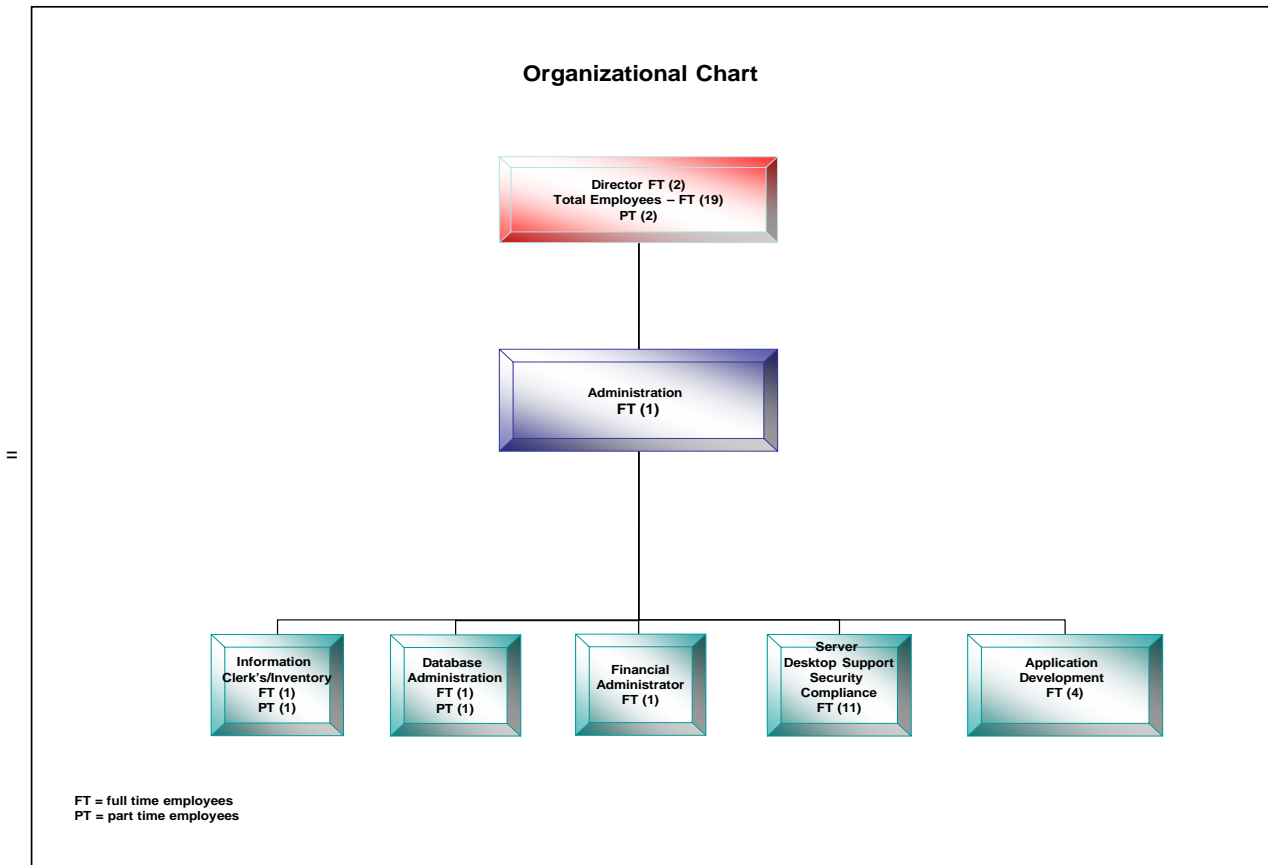 Organizational Chart
Director FT (2)
Total Employees – FT (19)
PT (2)
Administration
FT (1)
=
Information
Clerk's/Inventory
FT (1)
PT (1)
Database
Administration
FT (1)
PT (1)
Financial
Administrator
FT (1)
Server
Desktop Support
Security
Compliance
FT (11)
Application
Development
FT (4)
FT = full time employees
PT = part time employees